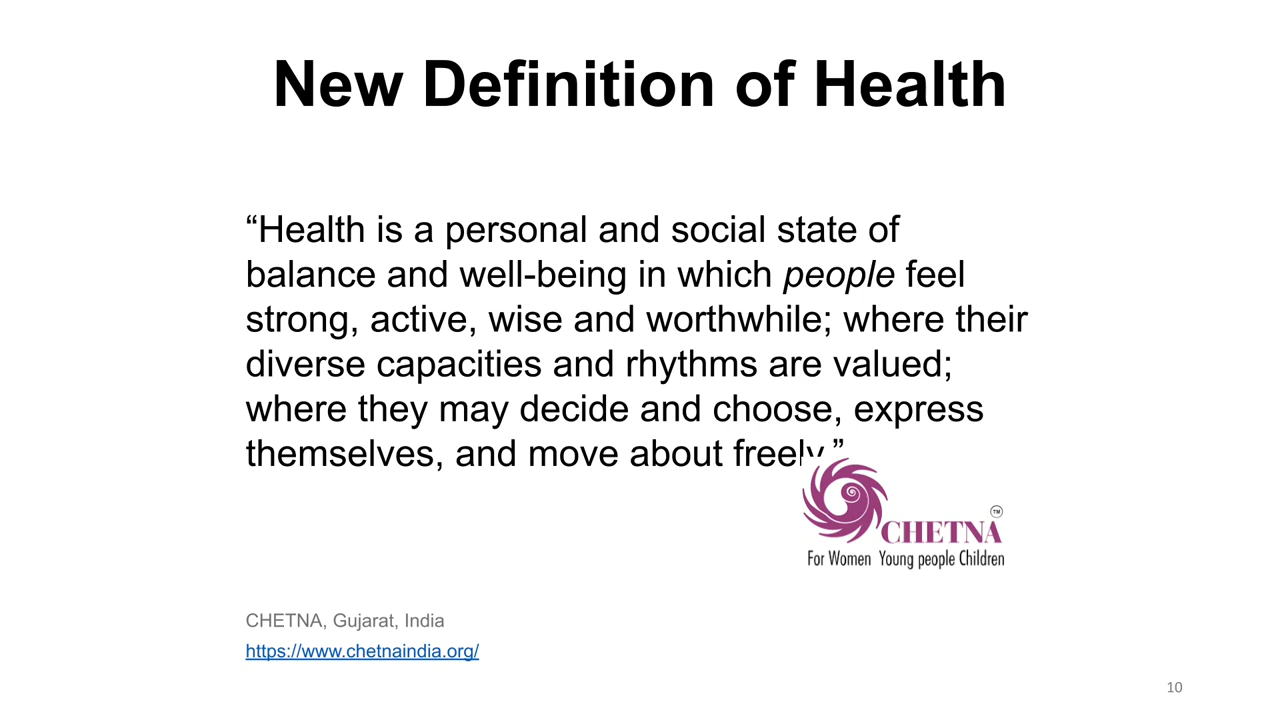 New Definition of Health
“Health is a personal and social state of
balance and well-being in which people feel
strong, active, wise and worthwhile; where their
diverse capacities and rhythms are valued;
where they may decide and choose, express
themselves, and move about freely.”
TM
CHETNA
For Women Young people Children
CHETNA, Gujarat, India
https://www.chetnaindia.org/
10